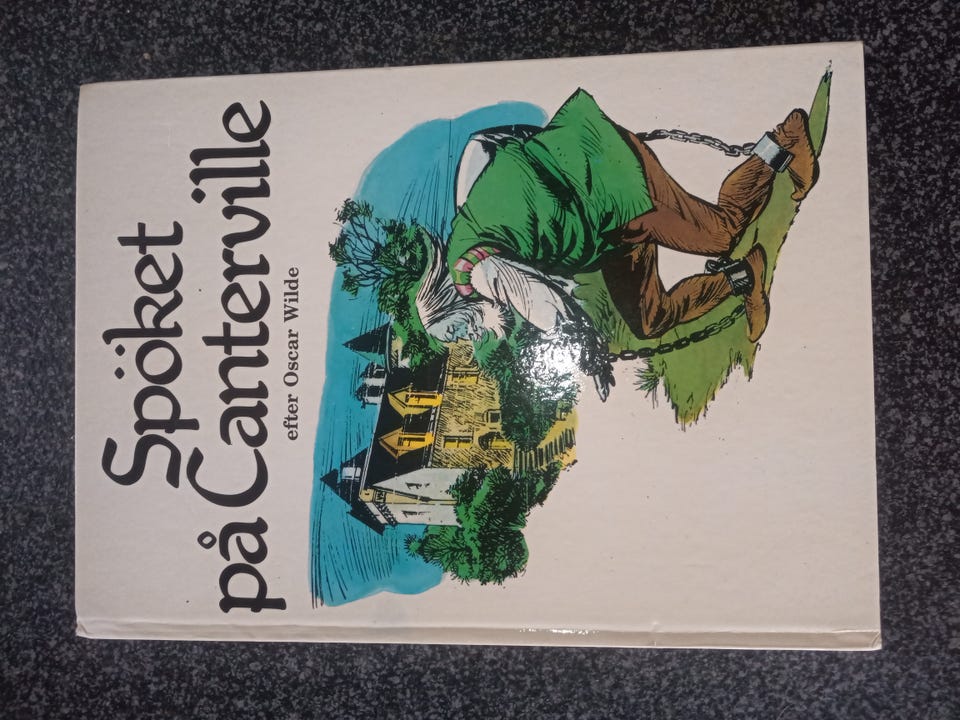 Spöket
på Canterville
efter Oscar Wilde